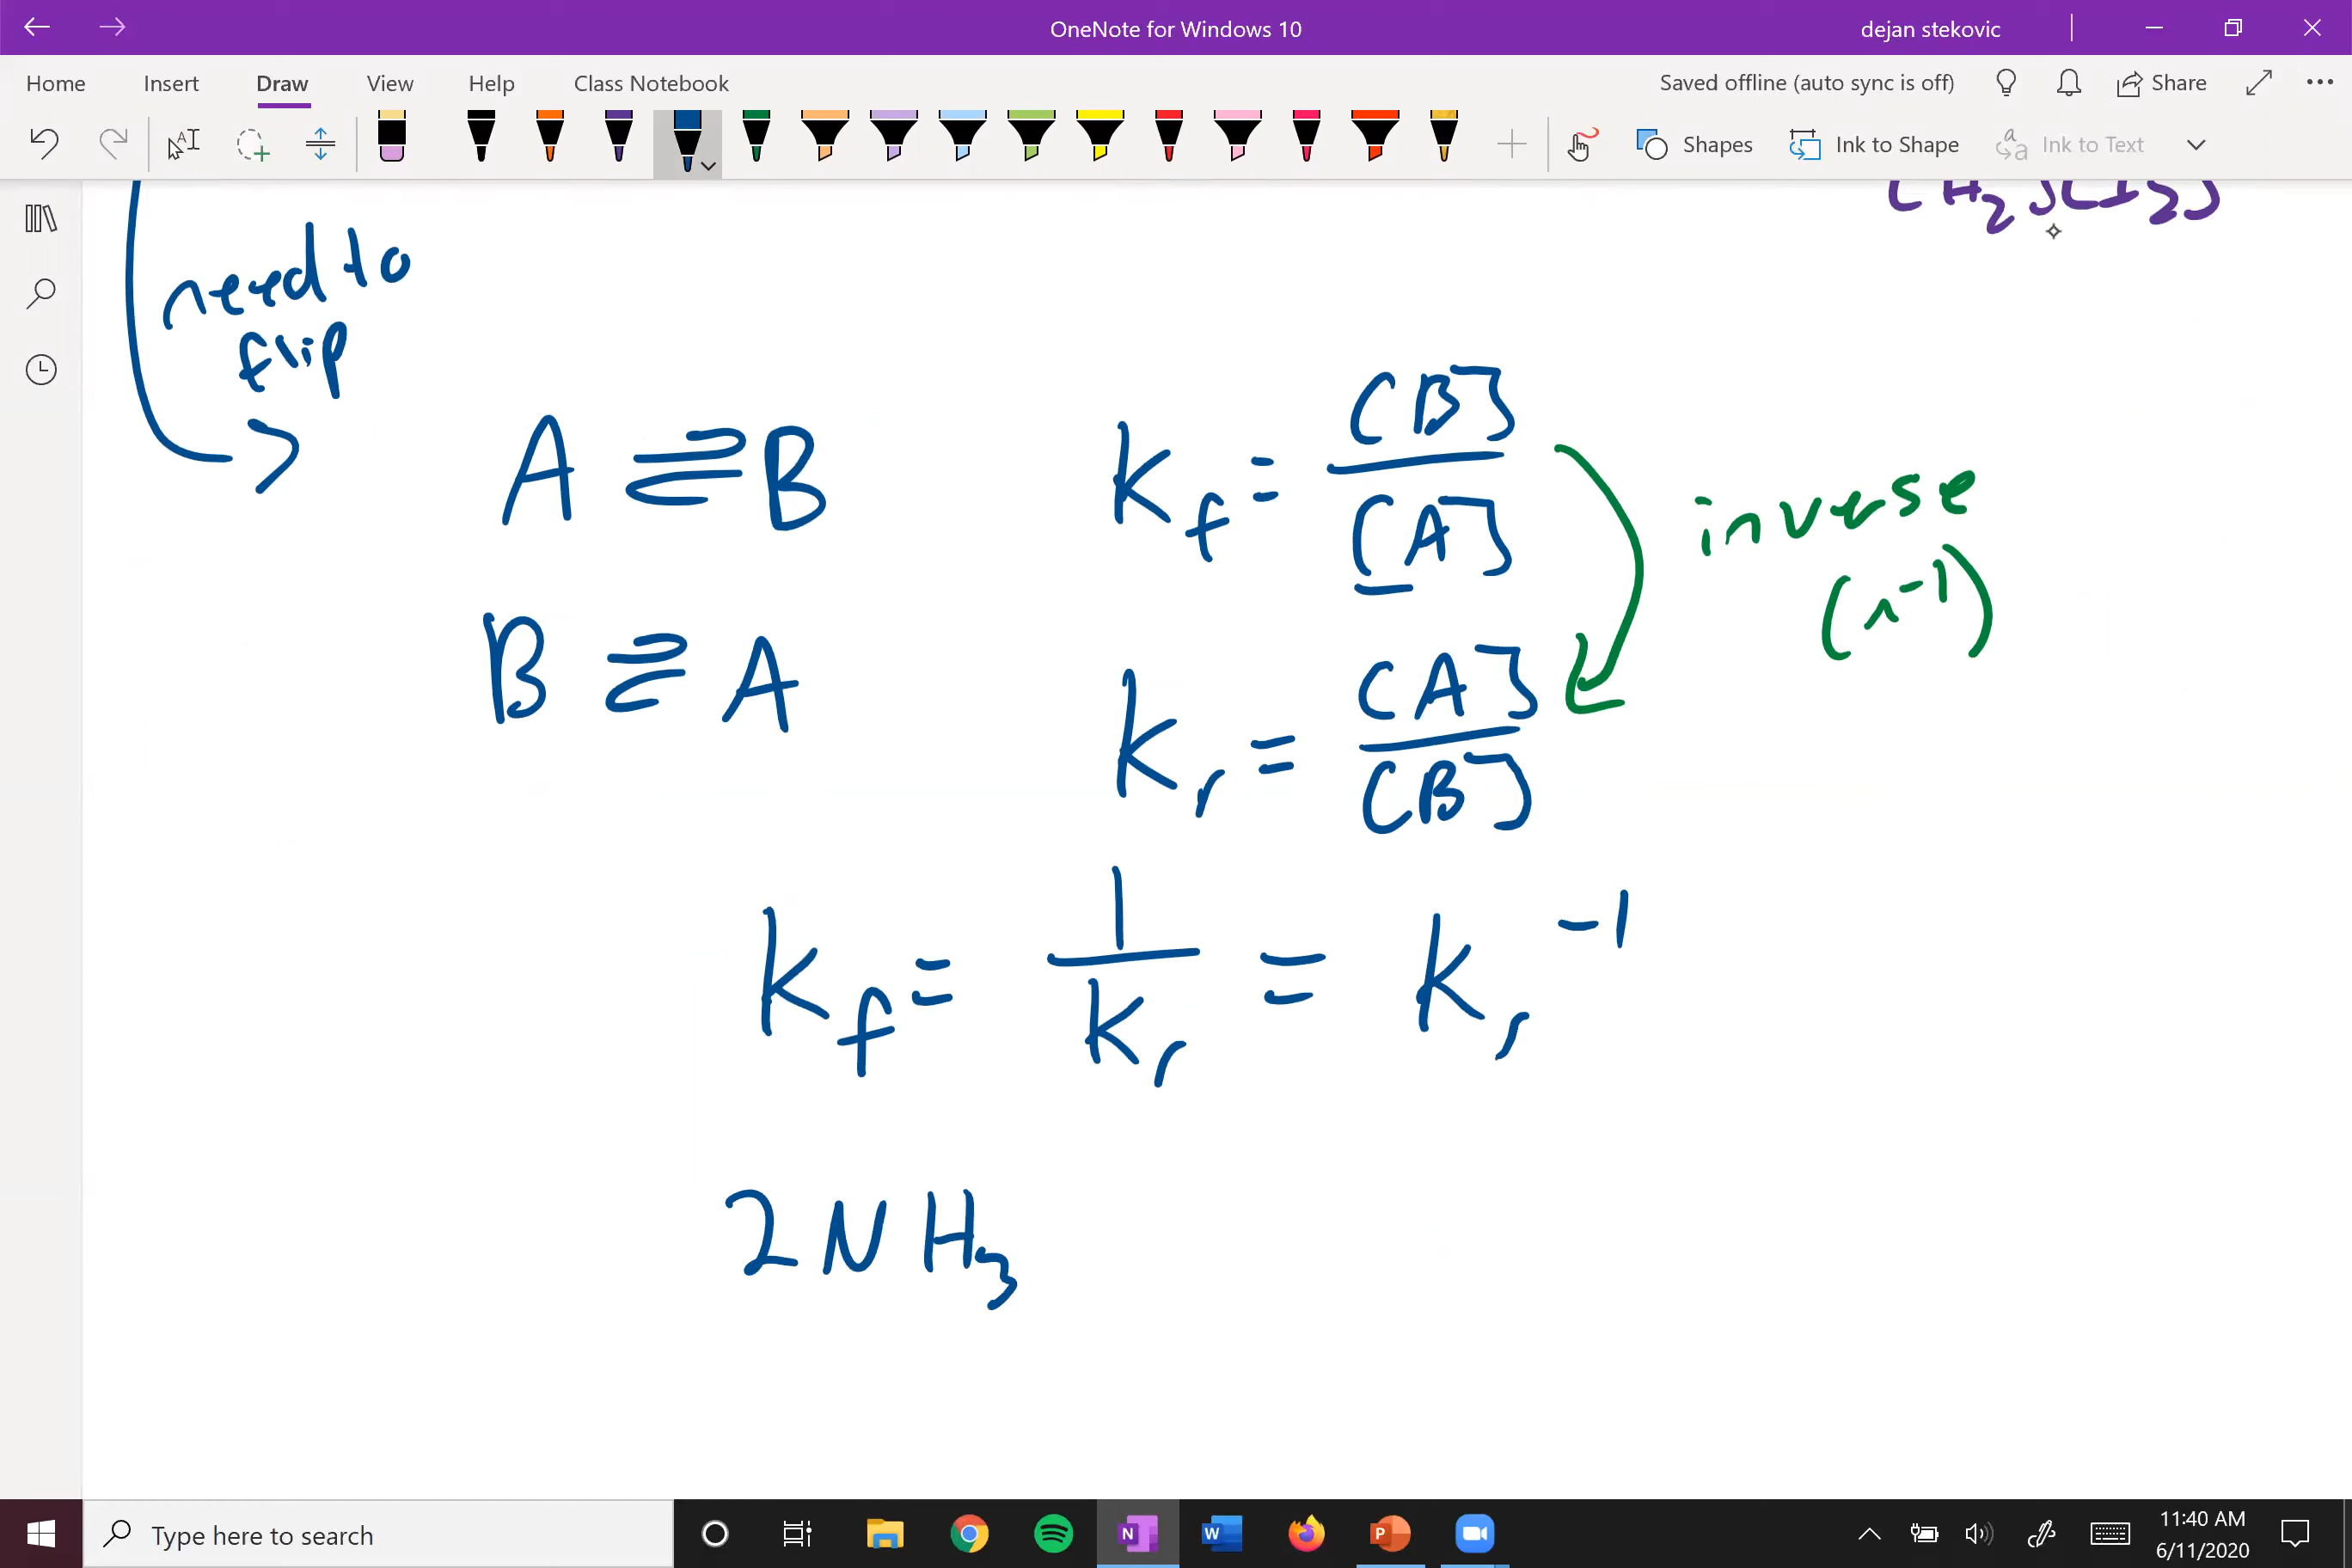 OneNote for Windows 10
dejan stekovic
Home Insert Draw View Help Class Notebook
Saved offline (auto sync is off) Share
Shapes Ink to Shape Ink to Text
[H2][I2]
need to
flip
A ⇌ B
Kf = [B]
[A]
inverse
(x⁻¹)
B ⇌ A
Kr = [A]
[B]
Kf = 1/Kr = Kr⁻¹
2NH3
Type here to search
11:40 AM
6/11/2020